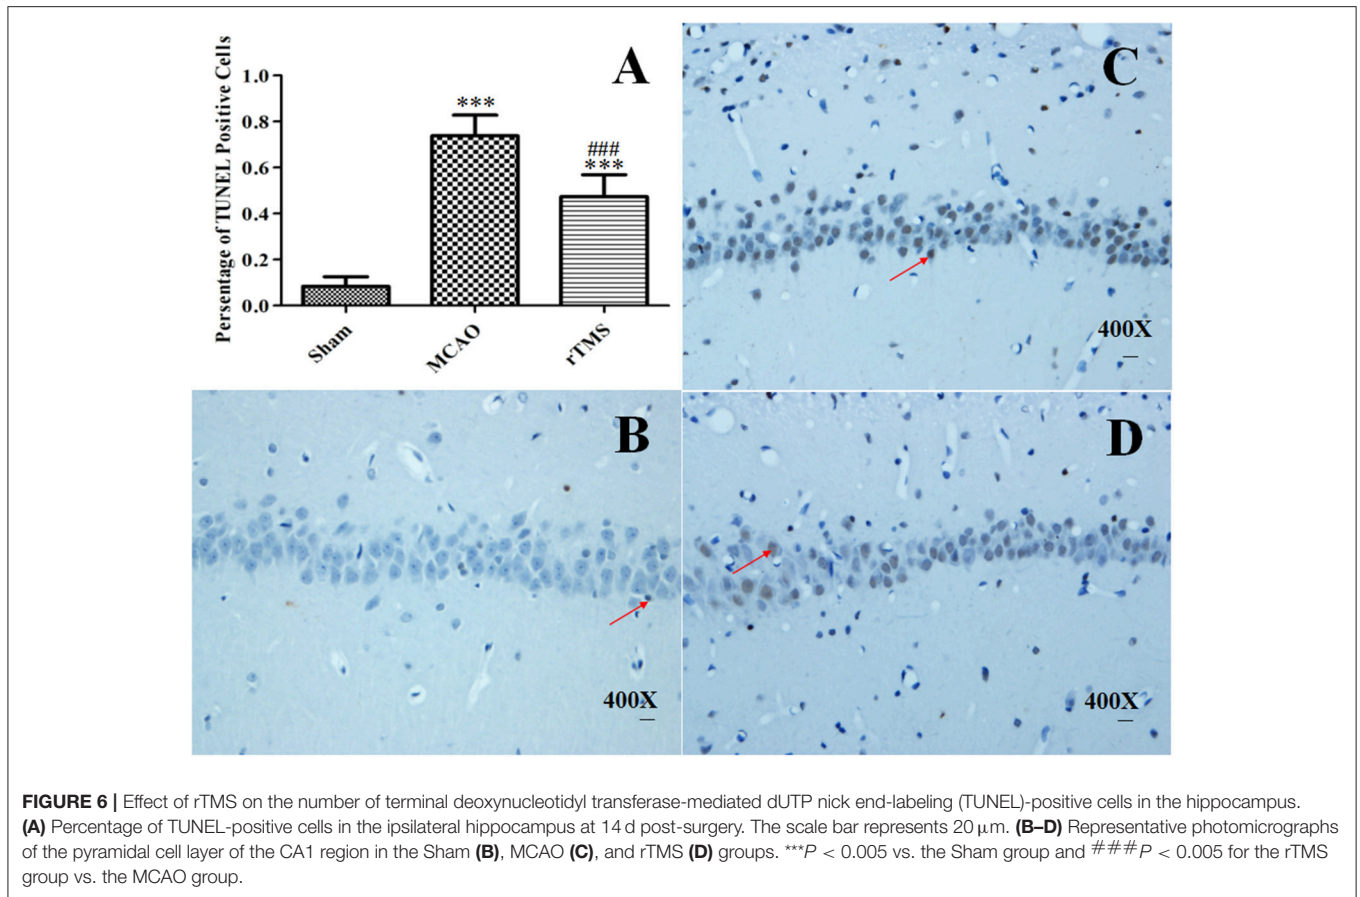 Persentage of TUNEL Positive Cells
1.0
0.8
0.6
0.4
0.2
0.0
***
###
***
Sham
MCAO
rTMS
A
C
400X
B
400X
D
400X
FIGURE 6 | Effect of rTMS on the number of terminal deoxynucleotidyl transferase-mediated dUTP nick end-labeling (TUNEL)-positive cells in the hippocampus.
(A) Percentage of TUNEL-positive cells in the ipsilateral hippocampus at 14 d post-surgery. The scale bar represents 20 μm. (B–D) Representative photomicrographs
of the pyramidal cell layer of the CA1 region in the Sham (B), MCAO (C), and rTMS (D) groups. ***P < 0.005 vs. the Sham group and ###P < 0.005 for the rTMS
group vs. the MCAO group.